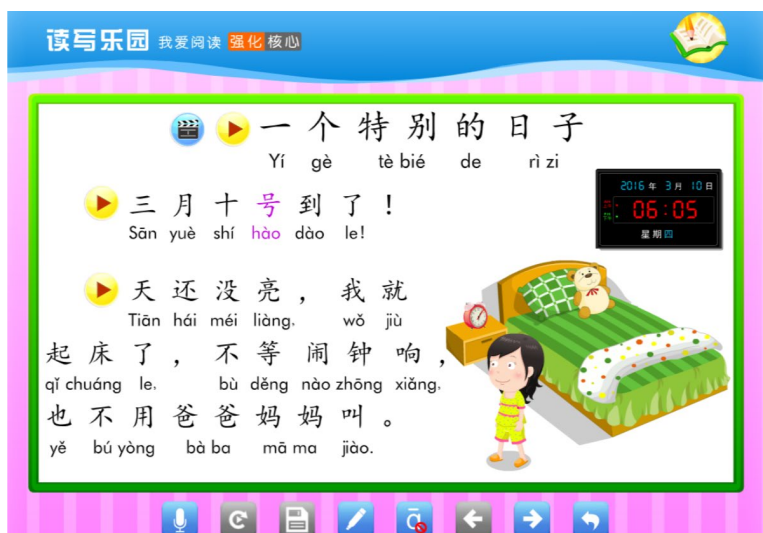 读写乐园 我爱阅读 强化核心
一个特别的日子
Yí gè tè bié de rì zi
2016 年 3 月 10 日
06:05
星期四
三月十号到了！
Sān yuè shí hào dào le!
天还没亮，我就
Tiān hái méi liàng, wǒ jiù
起床了，不等闹钟响，
qǐ chuáng le, bù děng nào zhōng xiǎng,
也不用爸爸妈妈叫。
yě bú yòng bà ba mā ma jiào.
ā